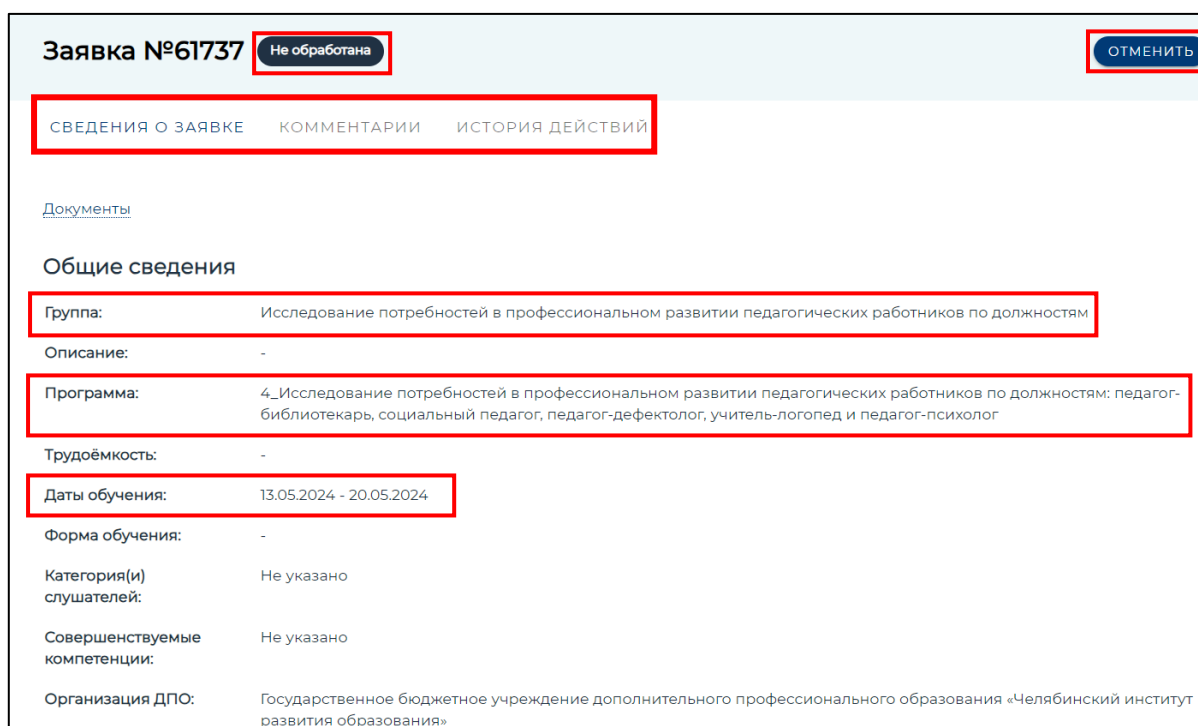 Заявка №61737 Не обработана ОТМЕНИТЬ
СВЕДЕНИЯ О ЗАЯВКЕ КОММЕНТАРИИ ИСТОРИЯ ДЕЙСТВИЙ
Документы
Общие сведения
Группа: Исследование потребностей в профессиональном развитии педагогических работников по должностям
Описание: -
Программа: 4_Исследование потребностей в профессиональном развитии педагогических работников по должностям: педагог-
библиотекарь, социальный педагог, педагог-дефектолог, учитель-логопед и педагог-психолог
Трудоёмкость: -
Даты обучения: 13.05.2024 - 20.05.2024
Форма обучения: -
Категория(и) Не указано
слушателей:
Совершенствуемые Не указано
компетенции:
Организация ДПО: Государственное бюджетное учреждение дополнительного профессионального образования «Челябинский институт
развития образования»